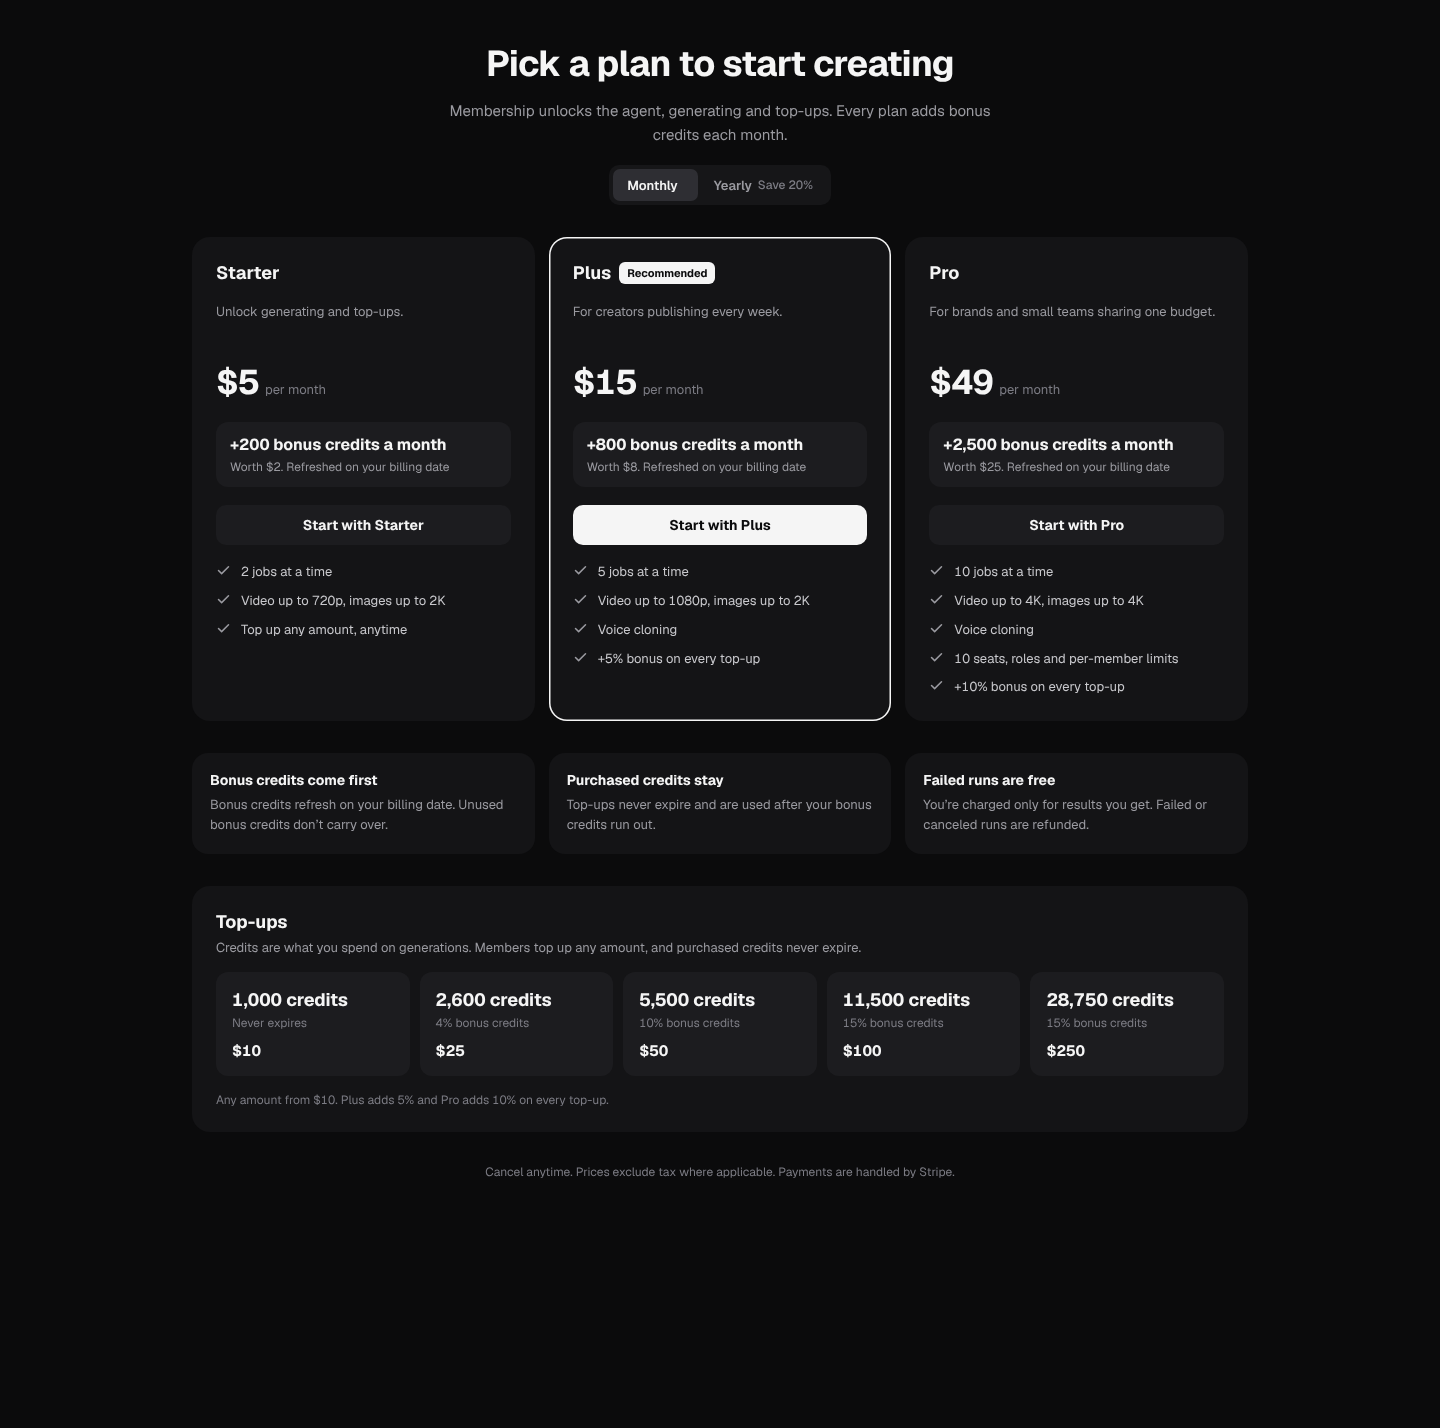 Pick a plan to start creating
Membership unlocks the agent, generating and top-ups. Every plan adds bonus
credits each month.
Monthly
Yearly Save 20%
Starter
Unlock generating and top-ups.
$5 per month
+200 bonus credits a month
Worth $2. Refreshed on your billing date
Start with Starter
2 jobs at a time
Video up to 720p, images up to 2K
Top up any amount, anytime
Plus Recommended
For creators publishing every week.
$15 per month
+800 bonus credits a month
Worth $8. Refreshed on your billing date
Start with Plus
5 jobs at a time
Video up to 1080p, images up to 2K
Voice cloning
+5% bonus on every top-up
Pro
For brands and small teams sharing one budget.
$49 per month
+2,500 bonus credits a month
Worth $25. Refreshed on your billing date
Start with Pro
10 jobs at a time
Video up to 4K, images up to 4K
Voice cloning
10 seats, roles and per-member limits
+10% bonus on every top-up
Bonus credits come first
Bonus credits refresh on your billing date. Unused
bonus credits don't carry over.
Purchased credits stay
Top-ups never expire and are used after your bonus
credits run out.
Failed runs are free
You're charged only for results you get. Failed or
canceled runs are refunded.
Top-ups
Credits are what you spend on generations. Members top up any amount, and purchased credits never expire.
1,000 credits
Never expires
$10
2,600 credits
4% bonus credits
$25
5,500 credits
10% bonus credits
$50
11,500 credits
15% bonus credits
$100
28,750 credits
15% bonus credits
$250
Any amount from $10. Plus adds 5% and Pro adds 10% on every top-up.
Cancel anytime. Prices exclude tax where applicable. Payments are handled by Stripe.